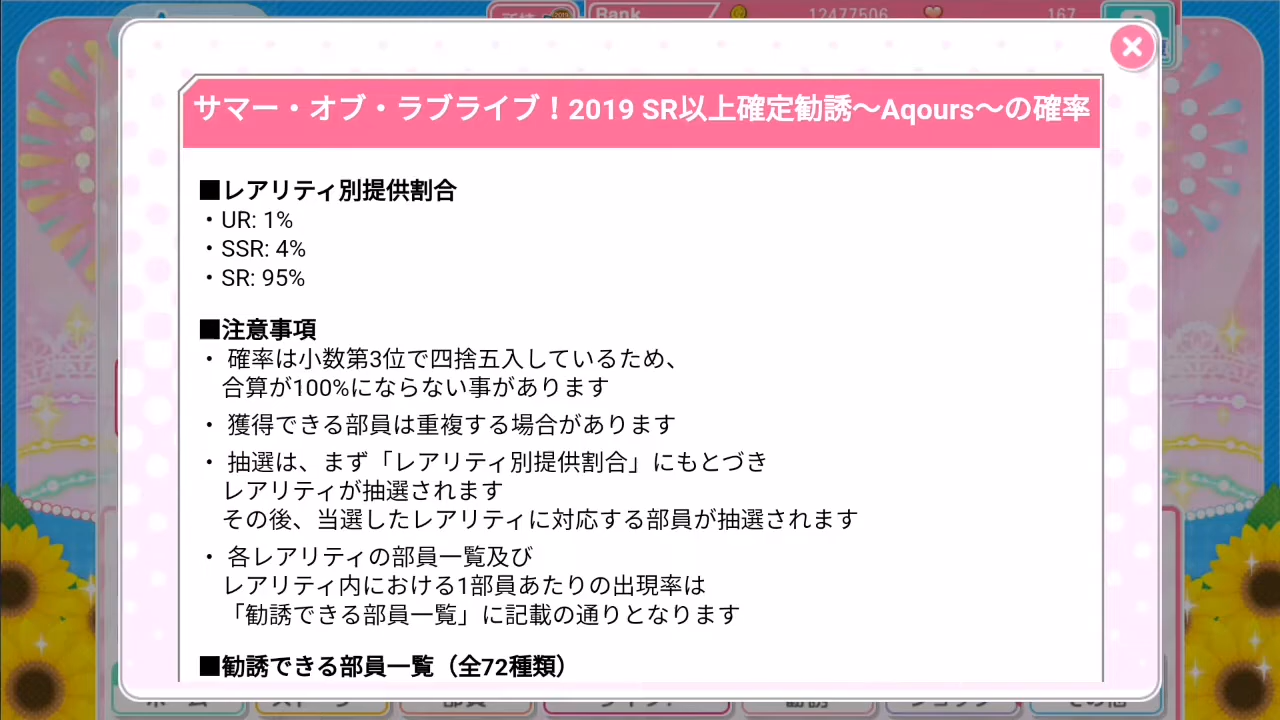 Rank
12477506
167
サマー・オブ・ラブライブ！2019 SR以上確定勧誘～Aqours～の確率
■レアリティ別提供割合
・UR: 1%
・SSR: 4%
・SR: 95%
■注意事項
・ 確率は小数第3位で四捨五入しているため、
合算が100%にならない事があります
・ 獲得できる部員は重複する場合があります
・ 抽選は、まず「レアリティ別提供割合」にもとづき
レアリティが抽選されます
その後、当選したレアリティに対応する部員が抽選されます
・ 各レアリティの部員一覧及び
レアリティ内における1部員あたりの出現率は
「勧誘できる部員一覧」に記載の通りとなります
■勧誘できる部員一覧（全72種類）